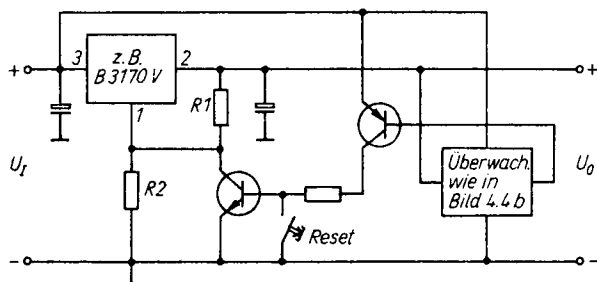 +
3
z.B.
B 3170 V
2
1
R1
+
U_I
R2
Reset
Überwach.
wie in
Bild 4.4 b
U_0
−
−